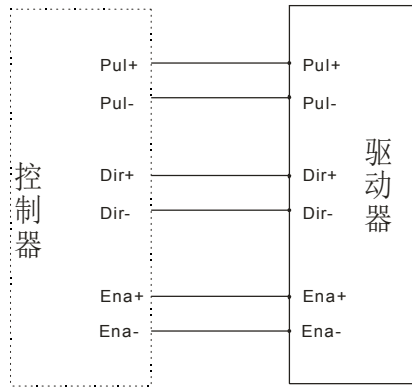 控制器
Pul+
Pul-
Dir+
Dir-
Ena+
Ena-
Pul+
Pul-
Dir+
Dir-
Ena+
Ena-
驱动器